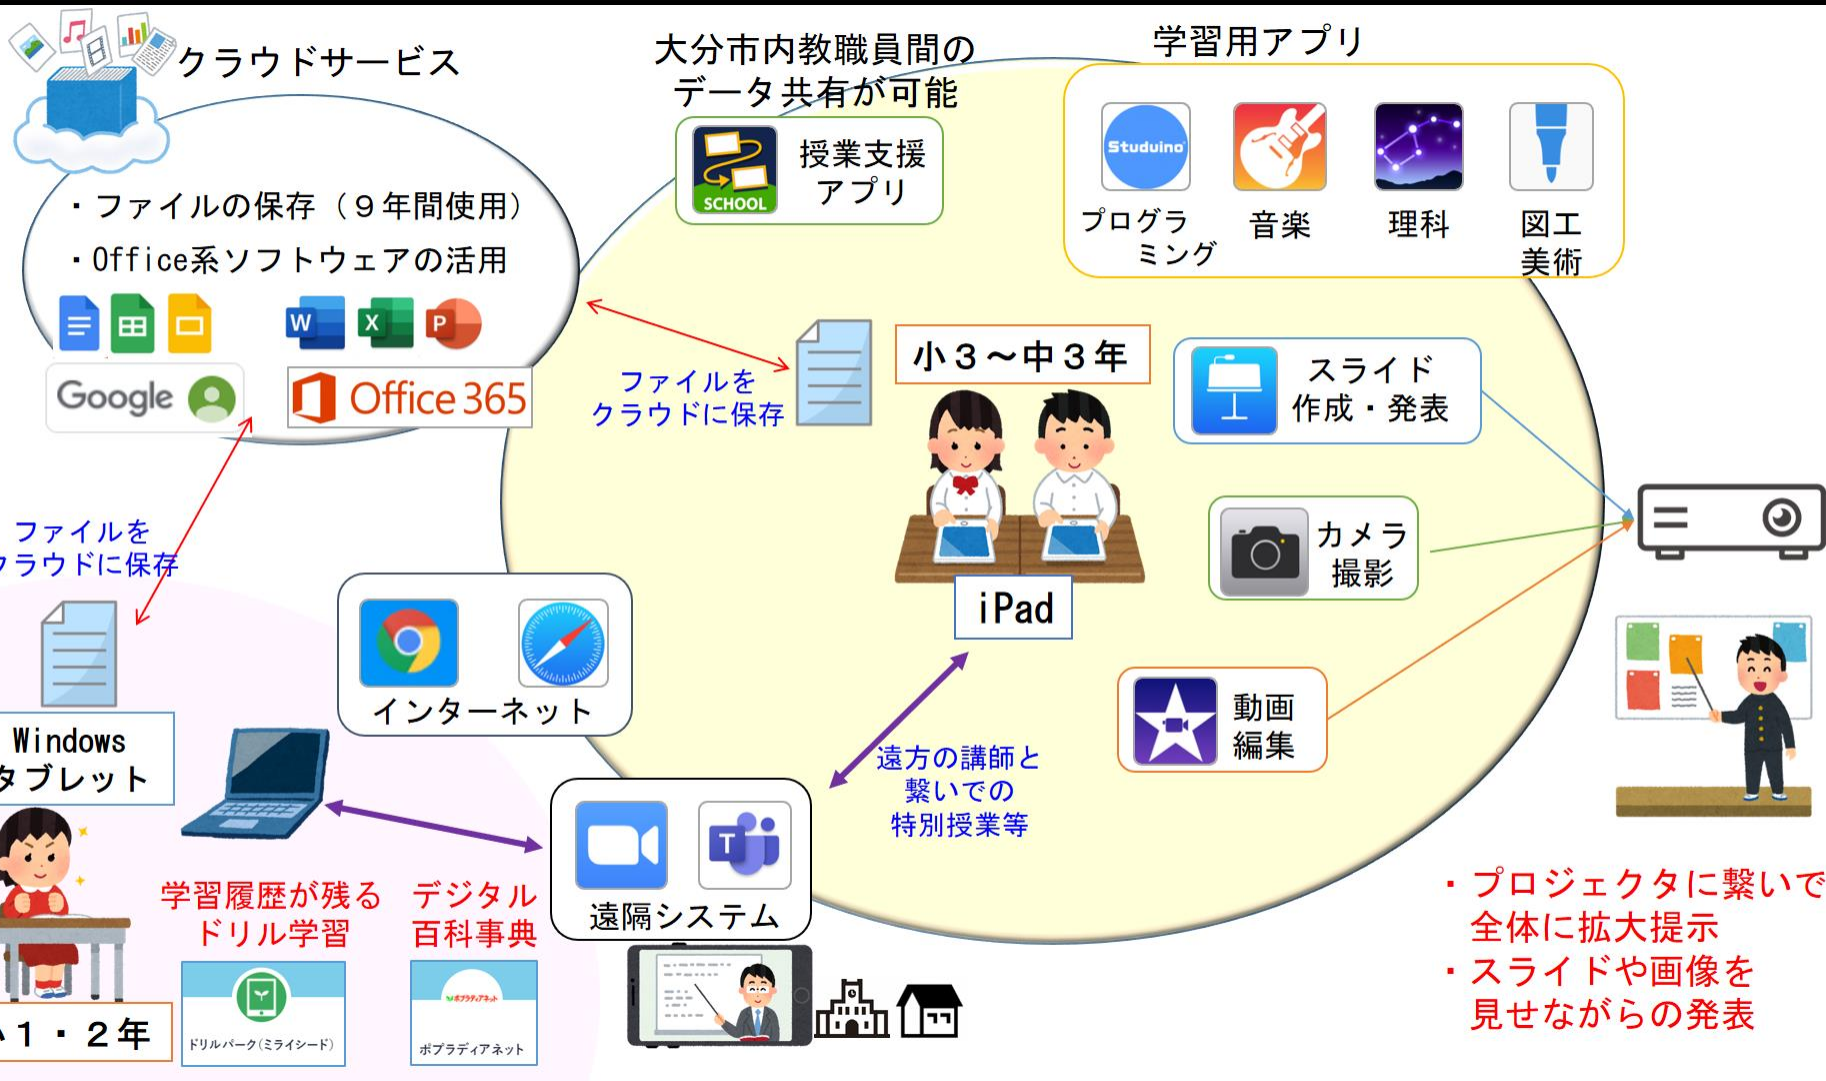 クラウドサービス
・ファイルの保存（９年間使用）
・Office系ソフトウェアの活用
W
X
P
Google
Office 365
大分市内教職員間の
データ共有が可能
SCHOOL
授業支援
アプリ
学習用アプリ
Studuino
プログラ
ミング
音楽
理科
図工
美術
ファイルを
クラウドに保存
小３～中３年
iPad
スライド
作成・発表
カメラ
撮影
動画
編集
ファイルを
クラウドに保存
インターネット
Windows
タブレット
遠方の講師と
繋いでの
特別授業等
T
遠隔システム
学習履歴が残る
ドリル学習
ドリルパーク(ミライシード)
デジタル
百科事典
ポプラディアネット
ポプラディアネット
１・２年
・プロジェクタに繋いで
全体に拡大提示
・スライドや画像を
見せながらの発表